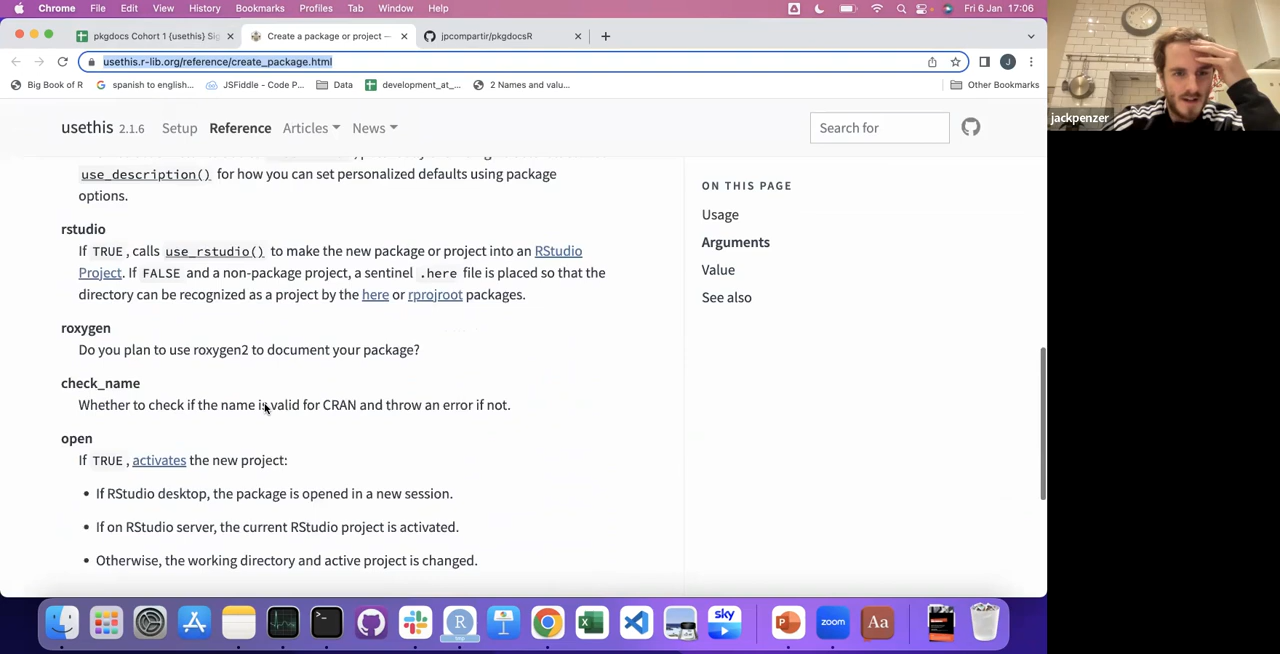 Chrome File Edit View History Bookmarks Profiles Tab Window Help Fri 6 Jan 17:06
pkgdocs Cohort 1 {usethis} Sig
Create a package or project —
jpcompartir/pkgdocsR
usethis.r-lib.org/reference/create_package.html
Big Book of R
spanish to english...
JSFiddle - Code P...
Data
development_at_...
2 Names and valu...
Other Bookmarks
usethis 2.1.6 Setup Reference Articles News
Search for
use_description() for how you can set personalized defaults using package
options.
rstudio
If TRUE, calls use_rstudio() to make the new package or project into an RStudio
Project. If FALSE and a non-package project, a sentinel .here file is placed so that the
directory can be recognized as a project by the here or rprojroot packages.
roxygen
Do you plan to use roxygen2 to document your package?
check_name
Whether to check if the name is valid for CRAN and throw an error if not.
open
If TRUE, activates the new project:
• If RStudio desktop, the package is opened in a new session.
• If on RStudio server, the current RStudio project is activated.
• Otherwise, the working directory and active project is changed.
ON THIS PAGE
Usage
Arguments
Value
See also
jackpenzer
sky
zoom
Aa